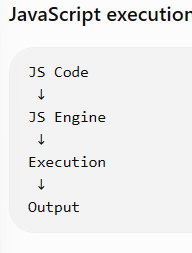 JavaScript execution
JS Code
↓
JS Engine
↓
Execution
↓
Output